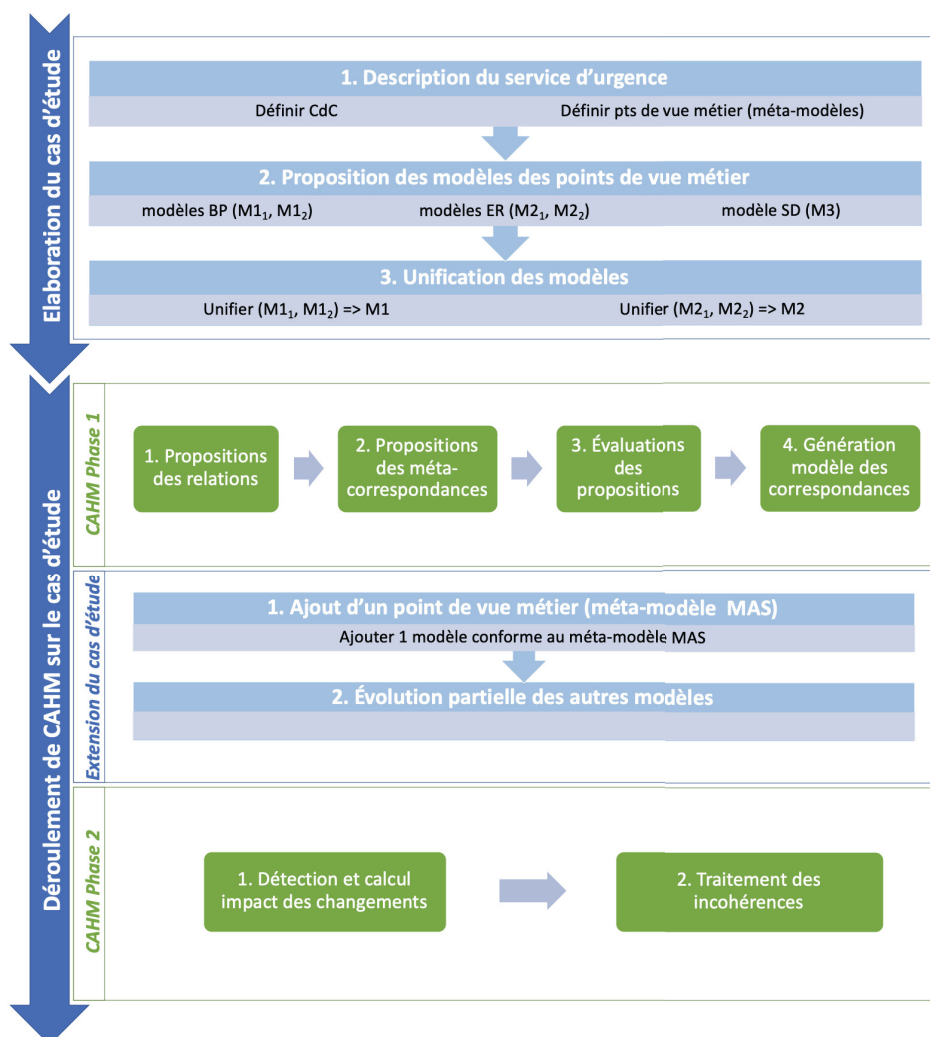 Elaboration du cas d'étude
1. Description du service d'urgence
Définir CdC
Définir pts de vue métier (méta-modèles)
2. Proposition des modèles des points de vue métier
modèles BP (M1₁, M1₂)
modèles ER (M2₁, M2₂)
modèle SD (M3)
3. Unification des modèles
Unifier (M1₁, M1₂) => M1
Unifier (M2₁, M2₂) => M2
Déroulement de CAHM sur le cas d'étude
CAHM Phase 1
1. Propositions
des relations
2. Propositions
des méta-
correspondances
3. Évaluations
des
propositions
4. Génération
modèle des
correspondances
Extension du cas d'étude
1. Ajout d'un point de vue métier (méta-modèle MAS)
Ajouter 1 modèle conforme au méta-modèle MAS
2. Évolution partielle des autres modèles
CAHM Phase 2
1. Détection et calcul
impact des changements
2. Traitement des
incohérences